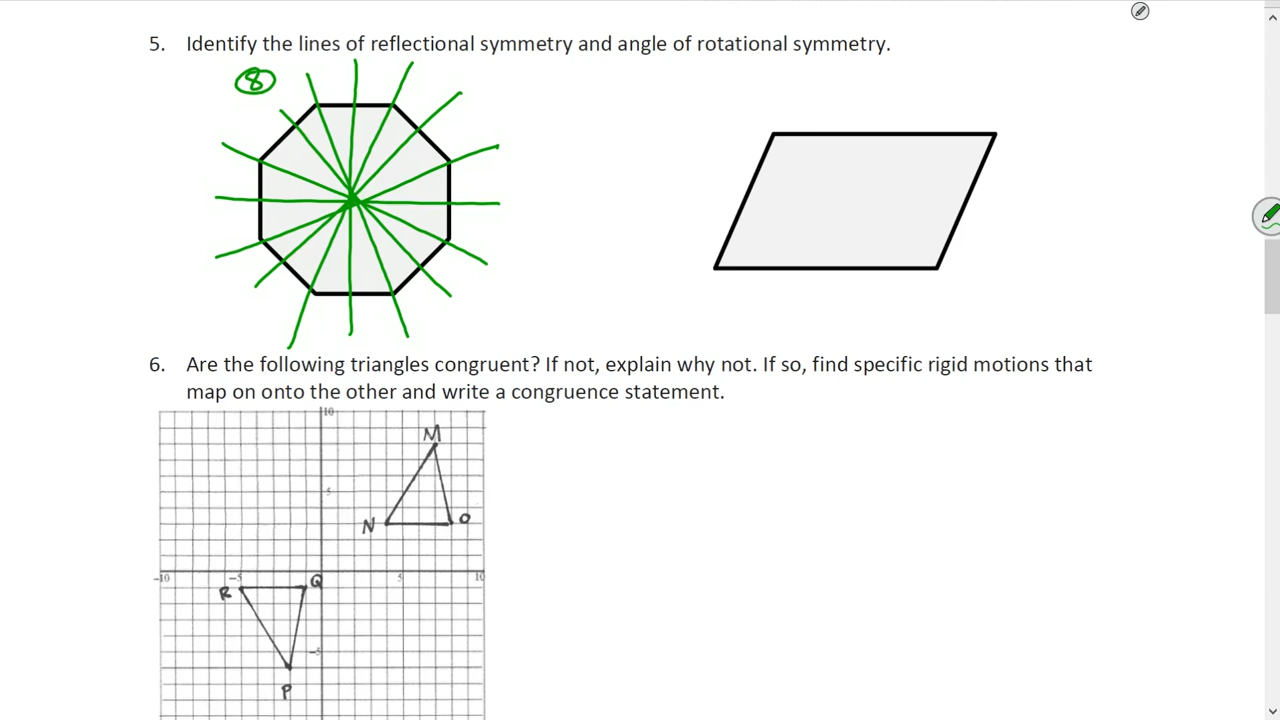 5. Identify the lines of reflectional symmetry and angle of rotational symmetry.
8
6. Are the following triangles congruent? If not, explain why not. If so, find specific rigid motions that
map on onto the other and write a congruence statement.
10
M
5
N O
-10 -5 5 10
R Q
-5
P